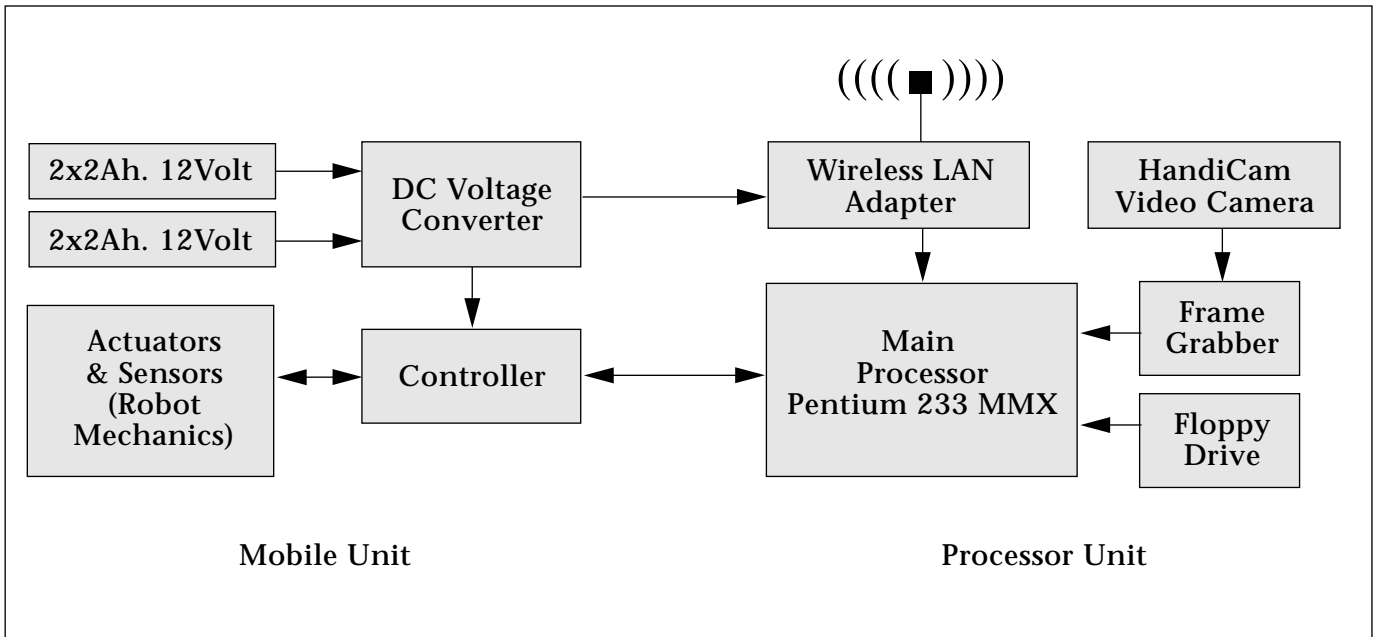 (((( ))))
2x2Ah. 12Volt
2x2Ah. 12Volt
DC Voltage
Converter
Wireless LAN
Adapter
HandiCam
Video Camera
Actuators
& Sensors
(Robot
Mechanics)
Controller
Main
Processor
Pentium 233 MMX
Frame
Grabber
Floppy
Drive
Mobile Unit
Processor Unit